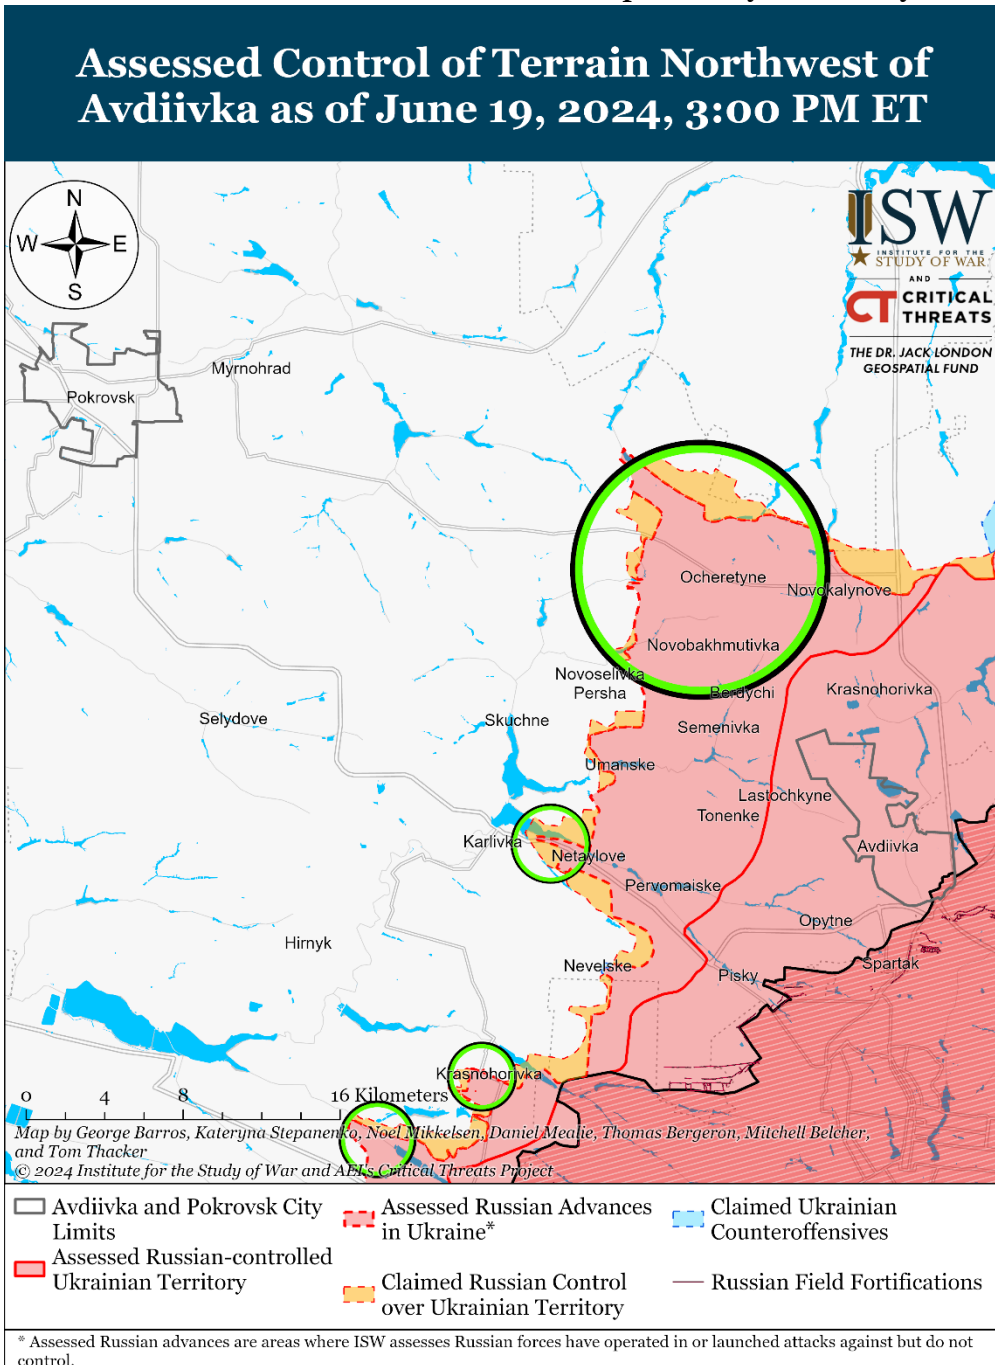 Assessed Control of Terrain Northwest of
Avdiivka as of June 19, 2024, 3:00 PM ET
N
W
E
S
ISW
INSTITUTE FOR THE
STUDY OF WAR
AND
CT CRITICAL
THREATS
THE DR. JACK LONDON
GEOSPATIAL FUND
Myrnohrad
Pokrovsk
Ocheretyne
Novokalynove
Novobakhmutivka
Novoselivka
Persha
Berdychi
Krasnohorivka
Selydove
Skuchne
Semenivka
Umanske
Lastochkyne
Tonenke
Karlivka
Netaylove
Avdiivka
Pervomaiske
Opytne
Hirnyk
Nevelske
Pisky
Spartak
Krasnohorivka
0 4 8 16 Kilometers
Map by George Barros, Kateryna Stepanenko, Noel Mikkelsen, Daniel Mealie, Thomas Bergeron, Mitchell Belcher,
and Tom Thacker
© 2024 Institute for the Study of War and AEI's Critical Threats Project
Avdiivka and Pokrovsk City
Limits
Assessed Russian-controlled
Ukrainian Territory
Assessed Russian Advances
in Ukraine*
Claimed Russian Control
over Ukrainian Territory
Claimed Ukrainian
Counteroffensives
Russian Field Fortifications
* Assessed Russian advances are areas where ISW assesses Russian forces have operated in or launched attacks against but do not
control.